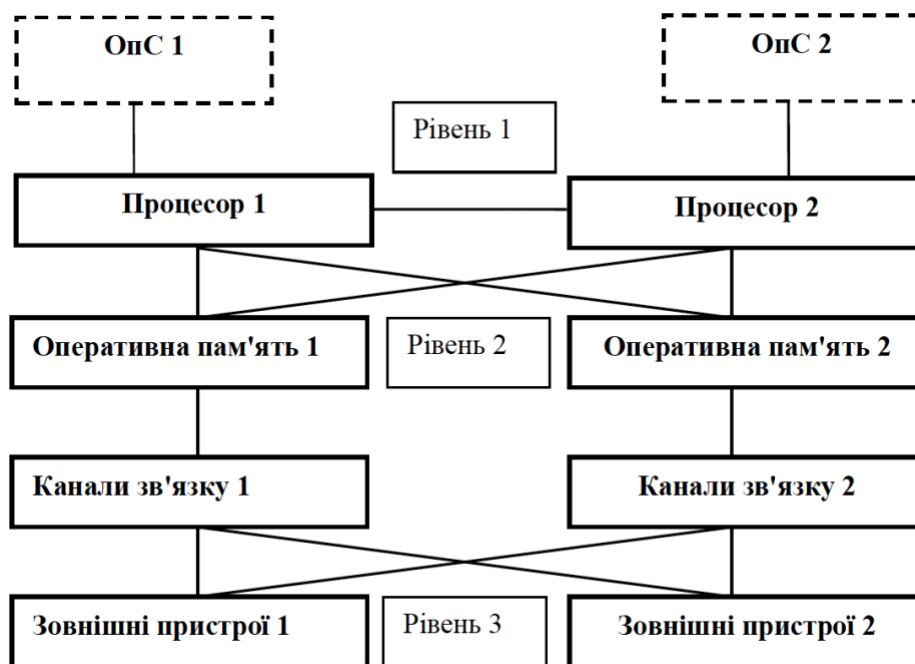 ОпС 1
ОпС 2
Рівень 1
Процесор 1
Процесор 2
Оперативна пам'ять 1
Рівень 2
Оперативна пам'ять 2
Канали зв'язку 1
Канали зв'язку 2
Зовнішні пристрої 1
Рівень 3
Зовнішні пристрої 2